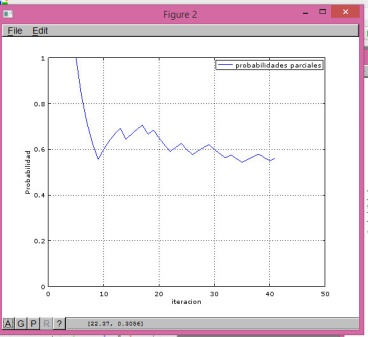 Figure 2
File Edit
probabilidades parciales
1
0.8
0.6
0.4
0.2
0
Probabilidad
0 10 20 30 40 50
iteracion
A G P R ? [22.37, 0.3056]